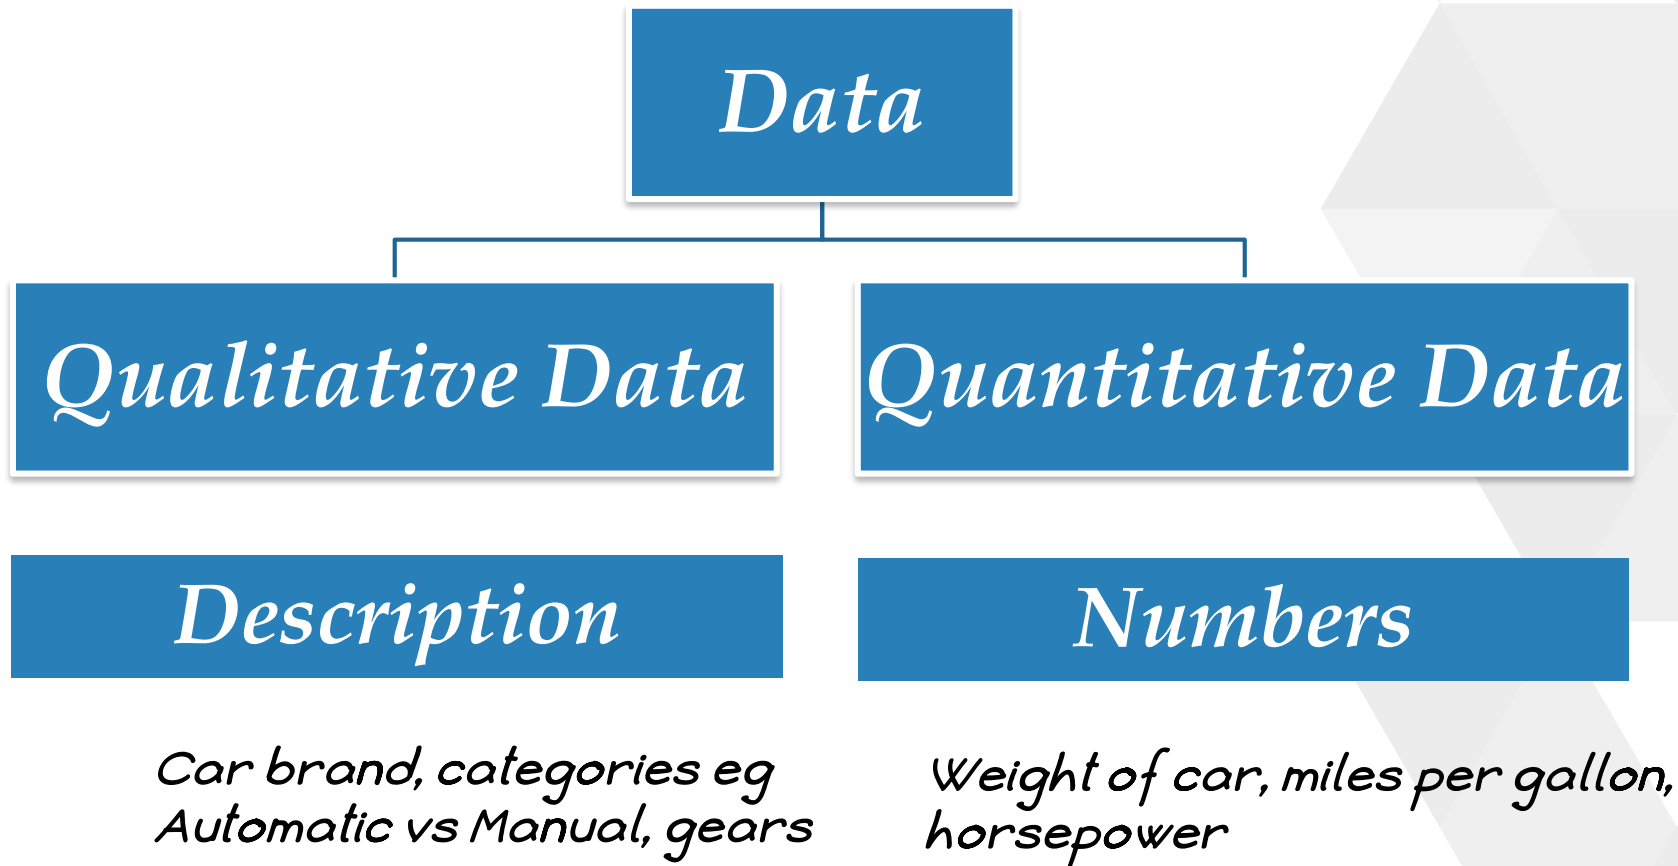 Data
Qualitative Data
Quantitative Data
Description
Numbers
Car brand, categories eg
Automatic vs Manual, gears
Weight of car, miles per gallon,
horsepower